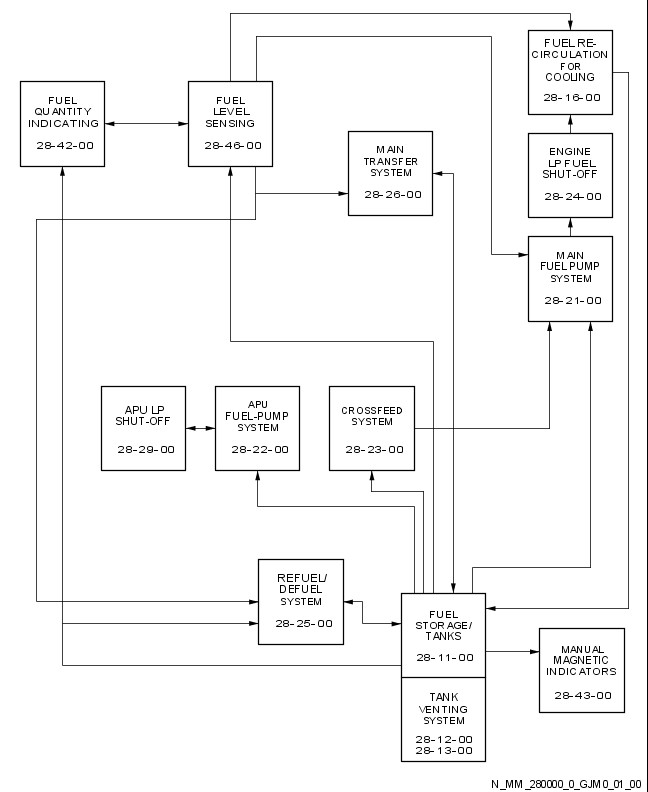 FUEL RE-
CIRCULATION
FOR
COOLING
28-16-00
FUEL
QUANTITY
INDICATING
28-42-00
FUEL
LEVEL
SENSING
28-46-00
MAIN
TRANSFER
SYSTEM
28-26-00
ENGINE
LP FUEL
SHUT-OFF
28-24-00
MAIN
FUEL PUMP
SYSTEM
28-21-00
APU LP
SHUT-OFF
28-29-00
APU
FUEL-PUMP
SYSTEM
28-22-00
CROSSFEED
SYSTEM
28-23-00
REFUEL/
DEFUEL
SYSTEM
28-25-00
FUEL
STORAGE/
TANKS
28-11-00
MANUAL
MAGNETIC
INDICATORS
28-43-00
TANK
VENTING
SYSTEM
28-12-00
28-13-00
N_MM_280000_0_GJM0_01_00